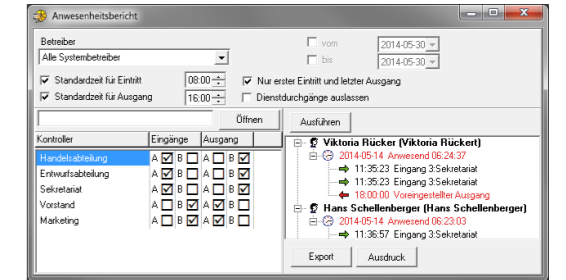 Anwesenheitsbericht
Betreiber
Alle Systembetreiber
vom 2014-05-30
bis 2014-05-30
Standardzeit für Eintritt 08:00
Nur erster Eintritt und letzter Ausgang
Standardzeit für Ausgang 16:00
Dienstdurchgänge auslassen
Öffnen
Ausführen
Kontroller Eingänge Ausgang
Handelsabteilung A B A B
Entwurfsabteilung A B A B
Sekretariat A B A B
Vorstand A B A B
Marketing A B A B
Viktoria Rücker (Viktoria Rückert)
2014-05-14 Anwesend 06:24:37
11:35:23 Eingang 3:Sekretariat
11:35:23 Eingang 3:Sekretariat
18:00:00 Voreingestellter Ausgang
Hans Schellenberger (Hans Schellenberger)
2014-05-14 Anwesend 06:23:03
11:36:57 Eingang 3:Sekretariat
Export Ausdruck